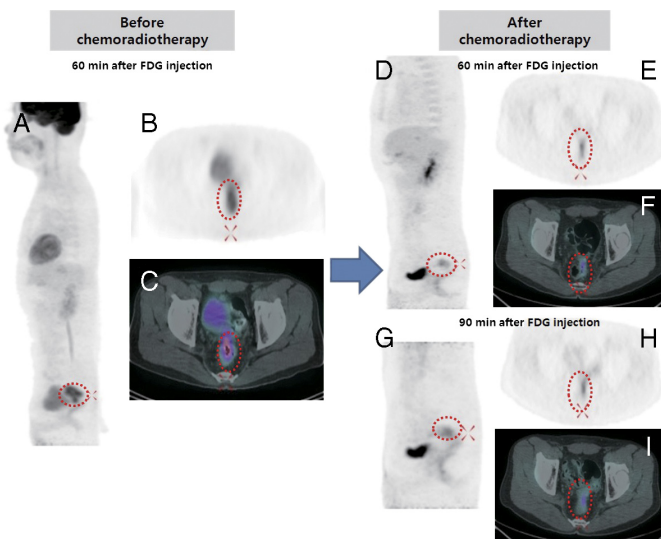 Before
chemoradiotherapy
60 min after FDG injection
After
chemoradiotherapy
60 min after FDG injection
A
B
C
D
E
F
90 min after FDG injection
G
H
I